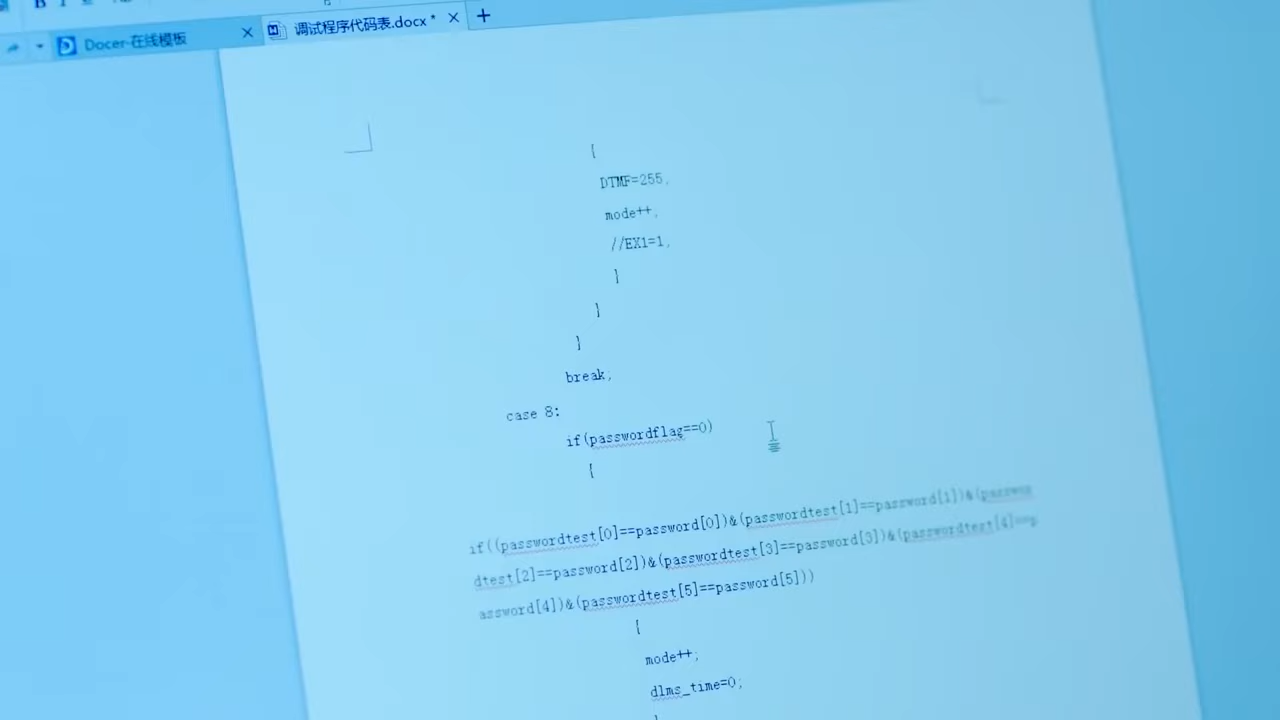 Docer-在线模板
调试程序代码表.docx *
{
DTMF=255;
mode++;
//EX1=1;
}
}
}
break;
case 8:
if(passwordflag==0)
{
if((passwordtest[0]==password[0])&(passwordtest[1]==password[1])&(passwor
dtest[2]==password[2])&(passwordtest[3]==password[3])&(passwordtest[4]==p
assword[4])&(passwordtest[5]==password[5]))
{
mode++;
dlms_time=0;